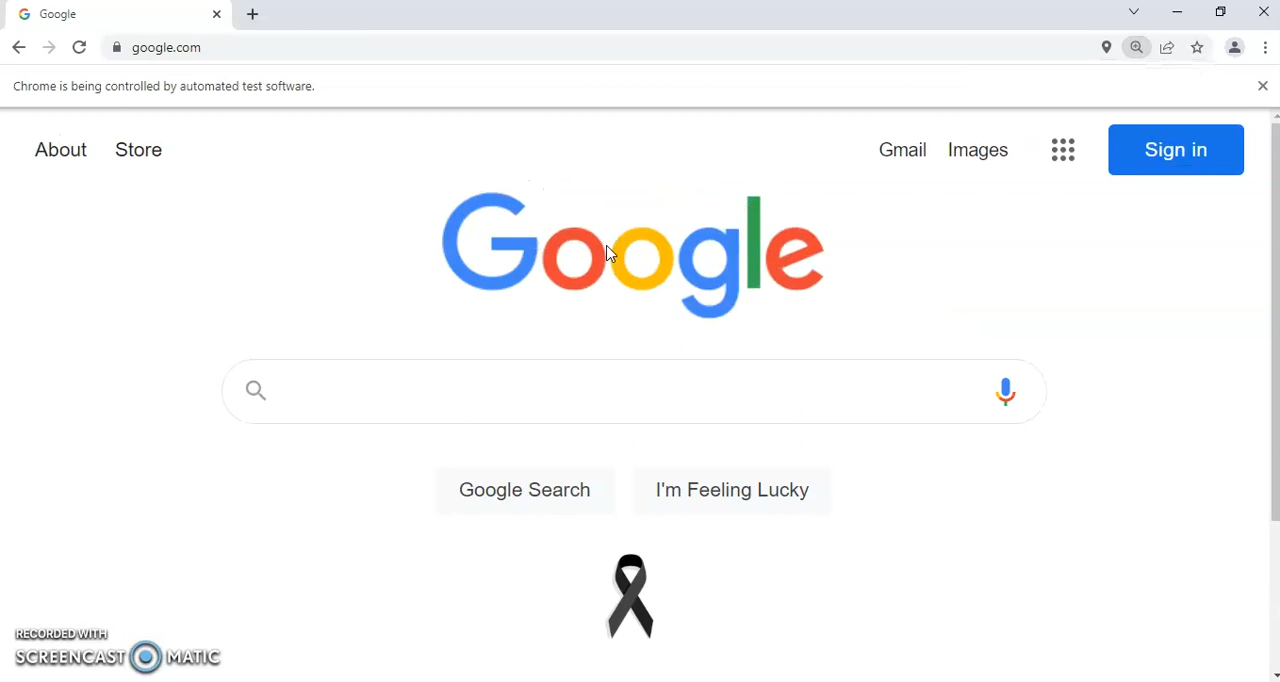 Google
google.com
Chrome is being controlled by automated test software.
About Store Gmail Images Sign in
Google
Google Search I'm Feeling Lucky
RECORDED WITH
SCREENCAST MATIC